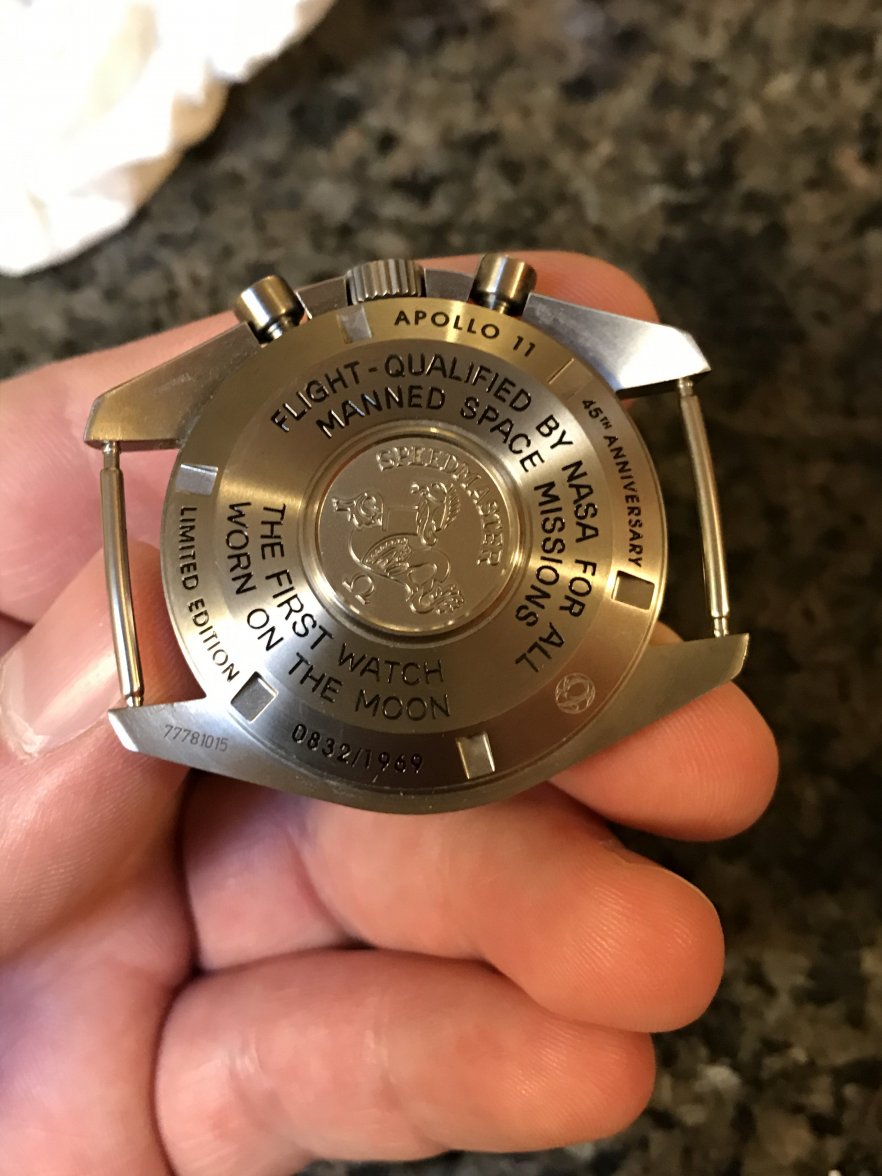 APOLLO 11
45TH ANNIVERSARY
LIMITED EDITION
0832/1969
FLIGHT-QUALIFIED BY NASA FOR ALL
MANNED SPACE MISSIONS
THE FIRST WATCH
WORN ON THE MOON
SPEEDMASTER
Ω
77781015